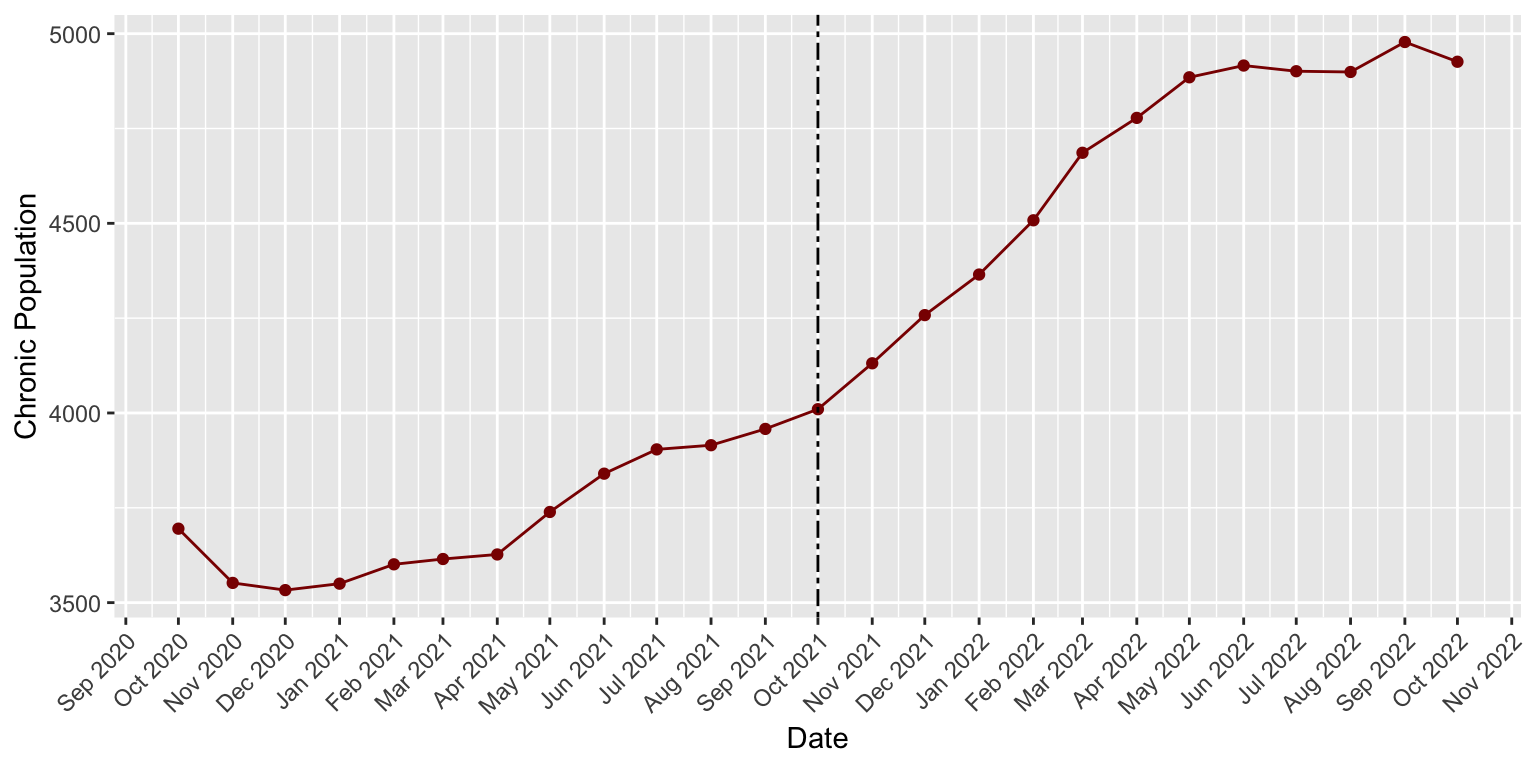 5000
4500
4000
3500
Chronic Population
Sep 2020
Oct 2020
Nov 2020
Dec 2020
Jan 2021
Feb 2021
Mar 2021
Apr 2021
May 2021
Jun 2021
Jul 2021
Aug 2021
Sep 2021
Oct 2021
Nov 2021
Dec 2021
Jan 2022
Feb 2022
Mar 2022
Apr 2022
May 2022
Jun 2022
Jul 2022
Aug 2022
Sep 2022
Oct 2022
Nov 2022
Date